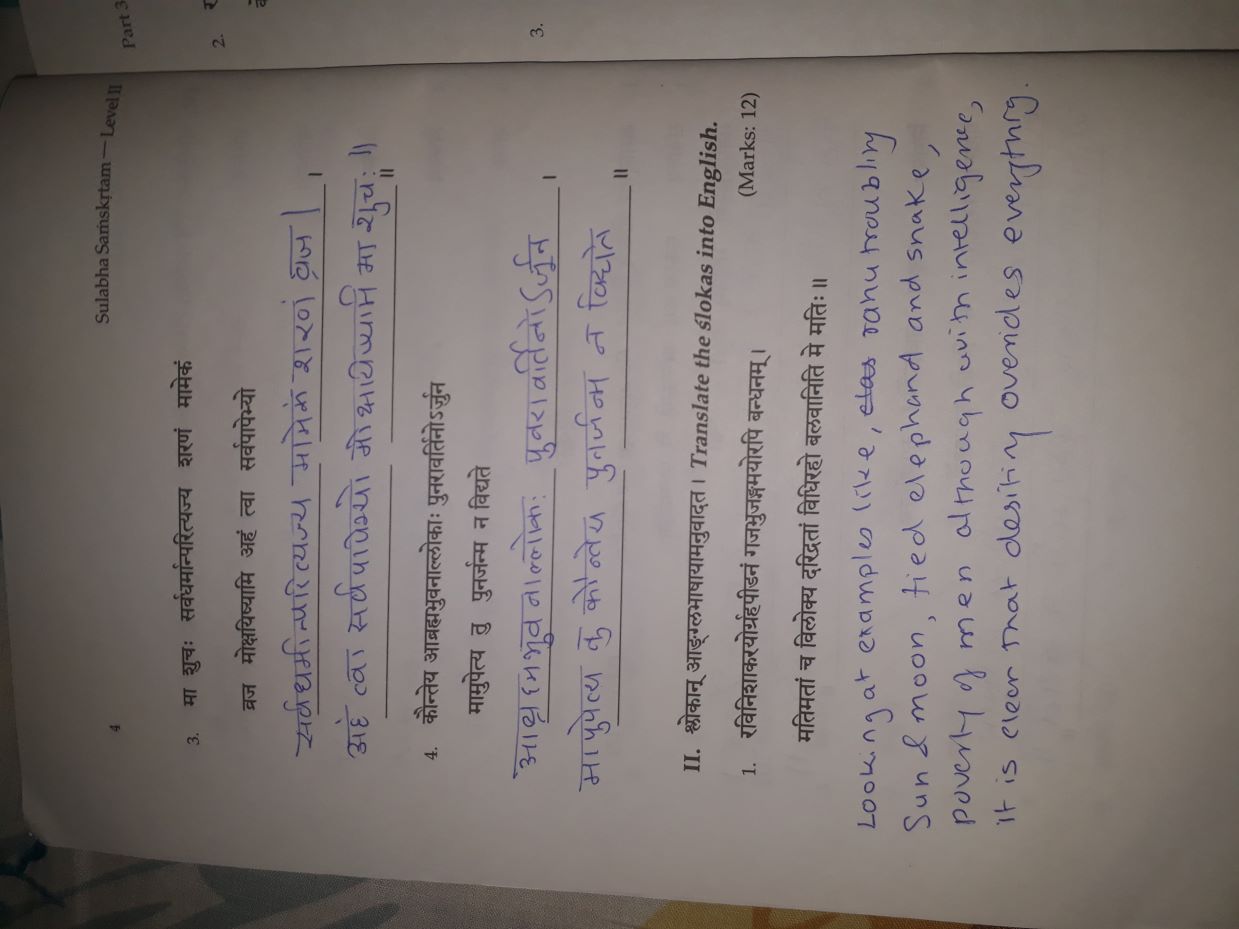 4
Sulabha Saṁskṛtam — Level II
Part 3
3. मा शुचः सर्वधर्मान्परित्यज्य शरणं मामेकं
2.
व्रज मोक्षयिष्यामि अहं त्वा सर्वपापेभ्यो
सर्वधर्मान्परित्यज्य मामेकं शरणं व्रज | ।
अहं त्वा सर्वपापेभ्यो मोक्षयिष्यामि मा शुचः ॥ ॥
4. कौन्तेय आब्रह्मभुवनाल्लोकाः पुनरावर्तिनोऽर्जुन
मामुपेत्य तु पुनर्जन्म न विद्यते
आब्रह्मभुवनाल्लोकः पुनरावर्तिनोऽर्जुन ।
3.
मापुपेत्य तु कौन्तेय पुनर्जन्म न विद्यते ॥
II. श्लोकान् आङ्ग्लभाषायामनुवादत । Translate the ślokas into English.
(Marks: 12)
1. रविनिशाकरयोर्ग्रहपीडनं गजभुजङ्गमयोरपि बन्धनम् ।
मतिमतां च विलोक्य दरिद्रतां विधिरहो बलवानिति मे मतिः ॥
Looking at examples like, rahu troubling
Sun & moon, tied elephand and snake,
poverty of men although with intelligence,
it is clear that desitiny overides everything.